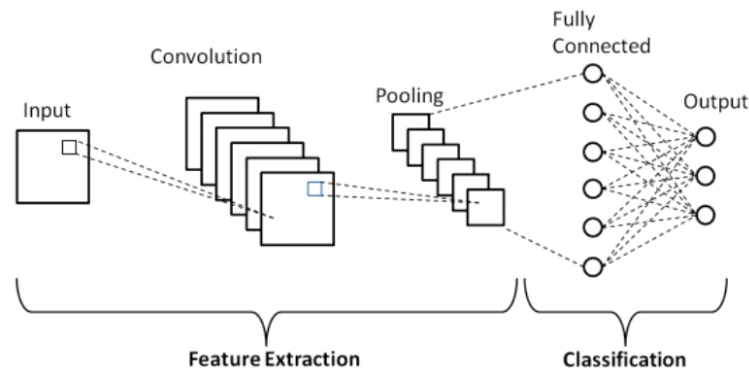 Input
Convolution
Pooling
Fully
Connected
Output
Feature Extraction
Classification